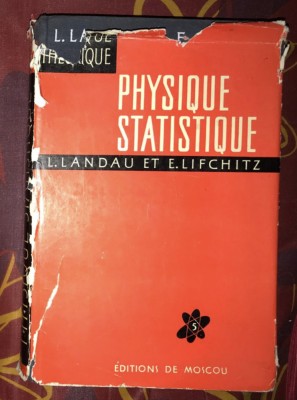 PHYSIQUE
STATISTIQUE
L.LANDAU ET E.LIFCHITZ
5
ÉDITIONS DE MOSCOU